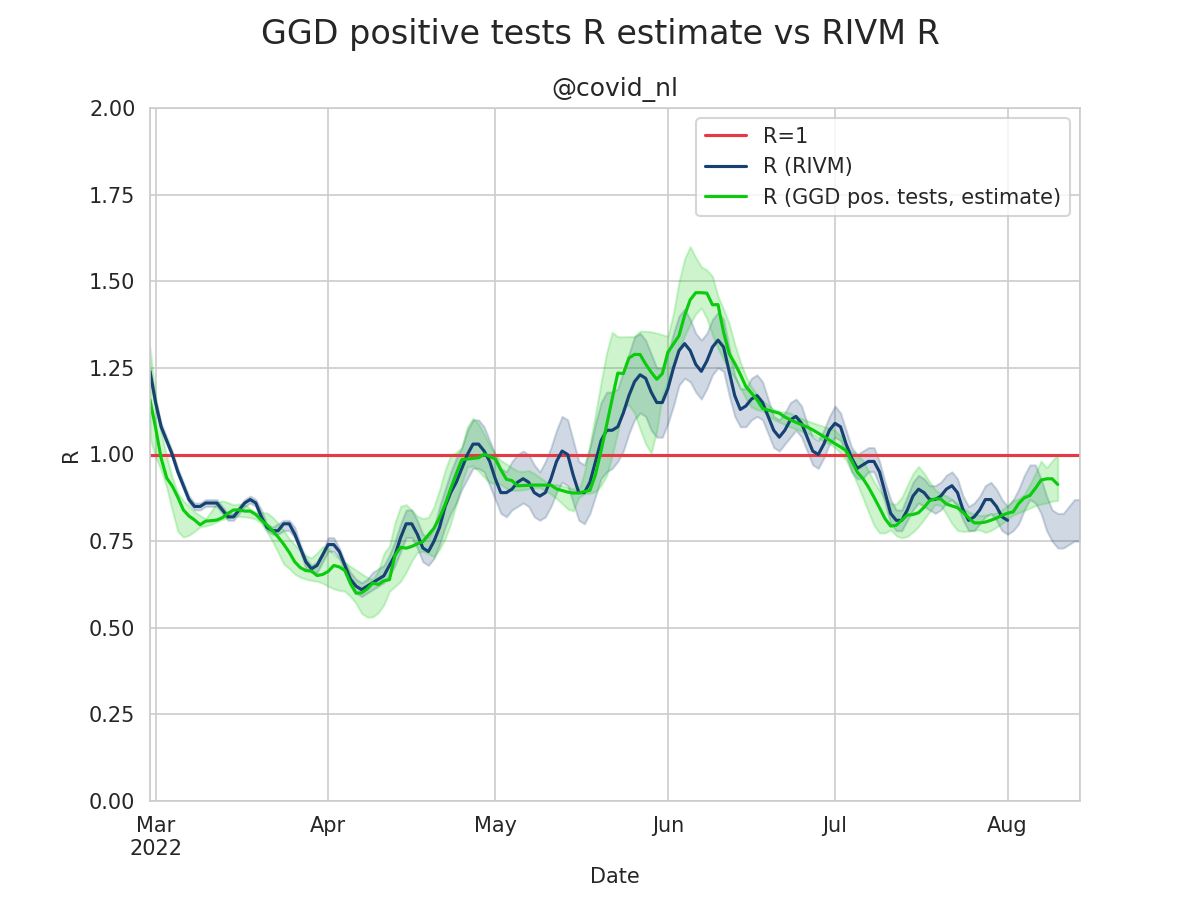 GGD positive tests R estimate vs RIVM R
@covid_nl
R=1
R (RIVM)
R (GGD pos. tests, estimate)
2.00
1.75
1.50
1.25
1.00
0.75
0.50
0.25
0.00
R
Mar Apr May Jun Jul Aug
2022
Date